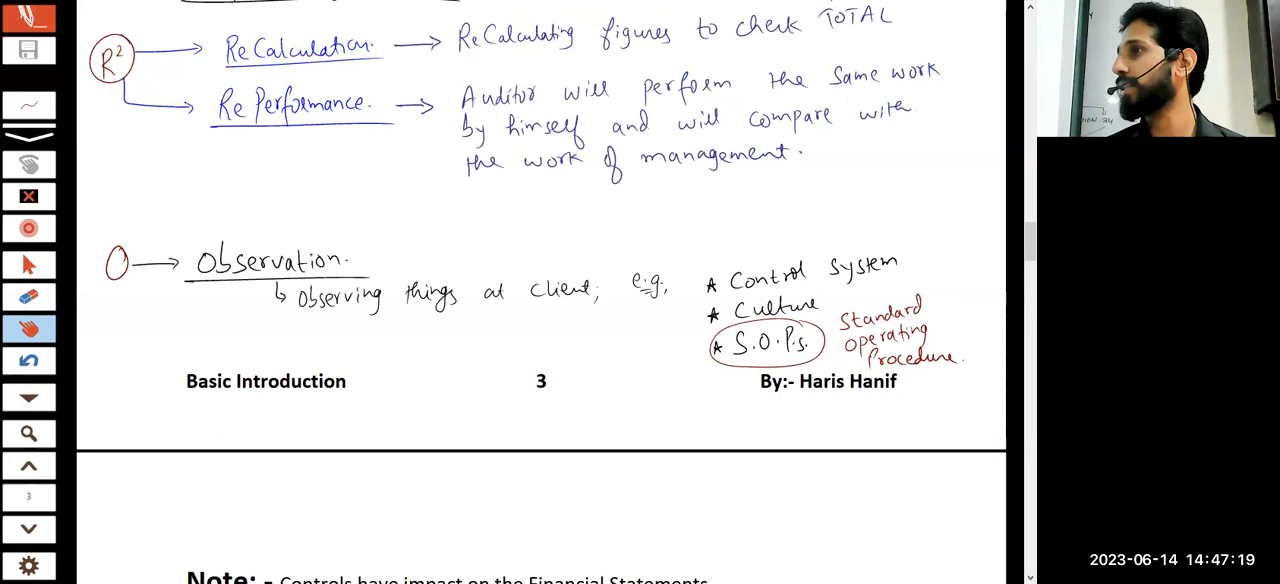 R² → ReCalculation. → ReCalculating figures to check TOTAL
→ RePerformance. → Auditor will perform the same work
by himself and will compare with
the work of management.
O → Observation.
↳ Observing things at client; e.g;
★ Control System
★ Culture
★ S.O.P.s. Standard
Operating
Procedure.
Basic Introduction 3 By:- Haris Hanif
Note: - Controls have impact on the Financial Statements
3
2023-06-14 14:47:19